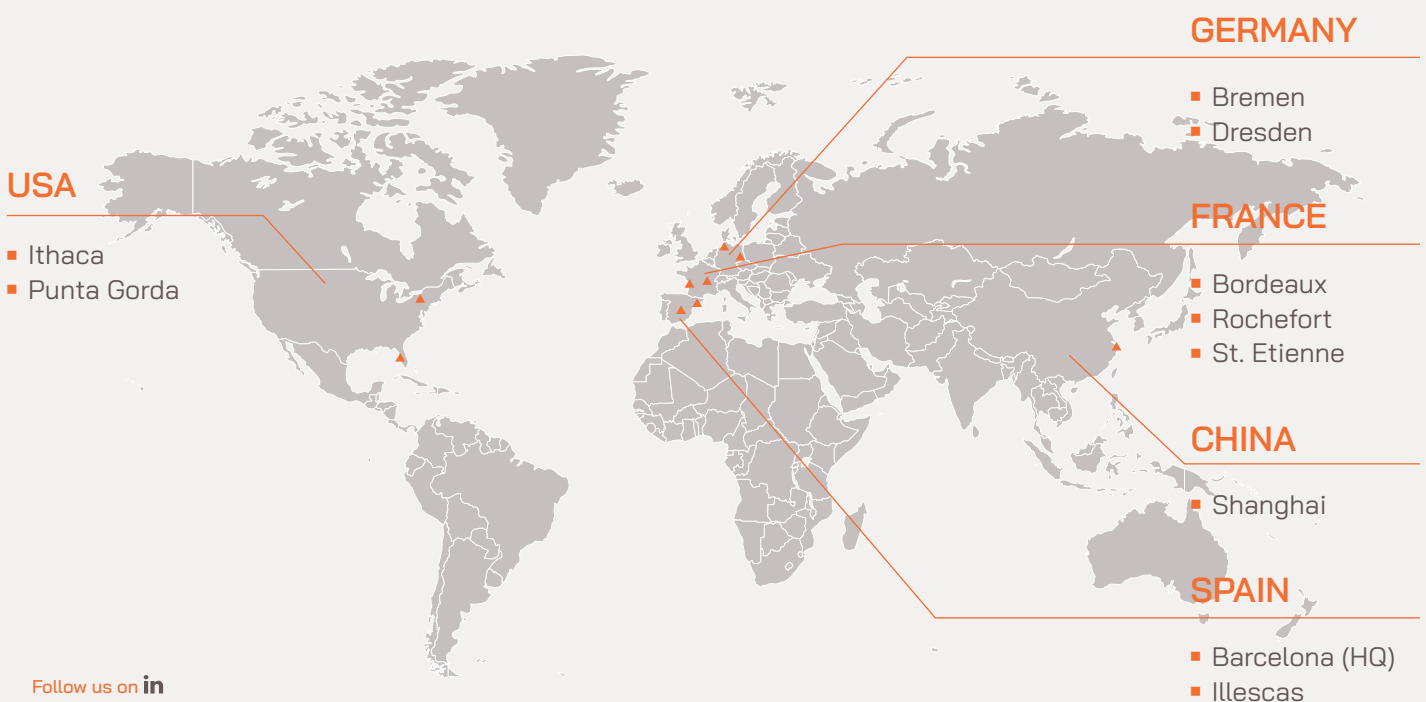 GERMANY
Bremen
Dresden
USA
Ithaca
Punta Gorda
FRANCE
Bordeaux
Rochefort
St. Etienne
CHINA
Shanghai
SPAIN
Barcelona (HQ)
Illescas
Follow us on in